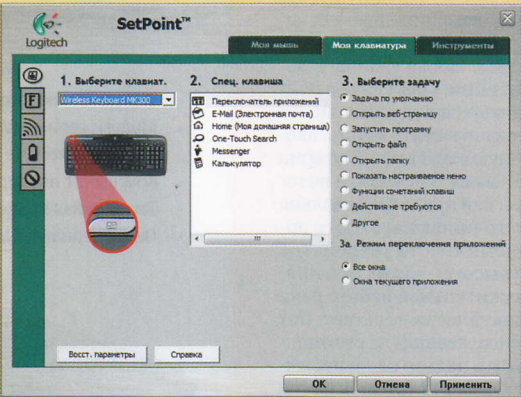 Logitech
SetPoint™
Моя мышь
Моя клавиатура
Инструменты
1. Выберите клавиат.
Wireless Keyboard MK300
2. Спец. клавиша
Переключатель приложений
E-Mail (Электронная почта)
Home (Моя домашняя страница)
One-Touch Search
Messenger
Калькулятор
3. Выберите задачу
Задача по умолчанию
Открыть веб-страницу
Запустить программу
Открыть файл
Открыть папку
Показать настраиваемое меню
Функции сочетаний клавиш
Действия не требуются
Другое
3а. Режим переключения приложений
Все окна
Окна текущего приложения
Восст. параметры
Справка
OK
Отмена
Применить